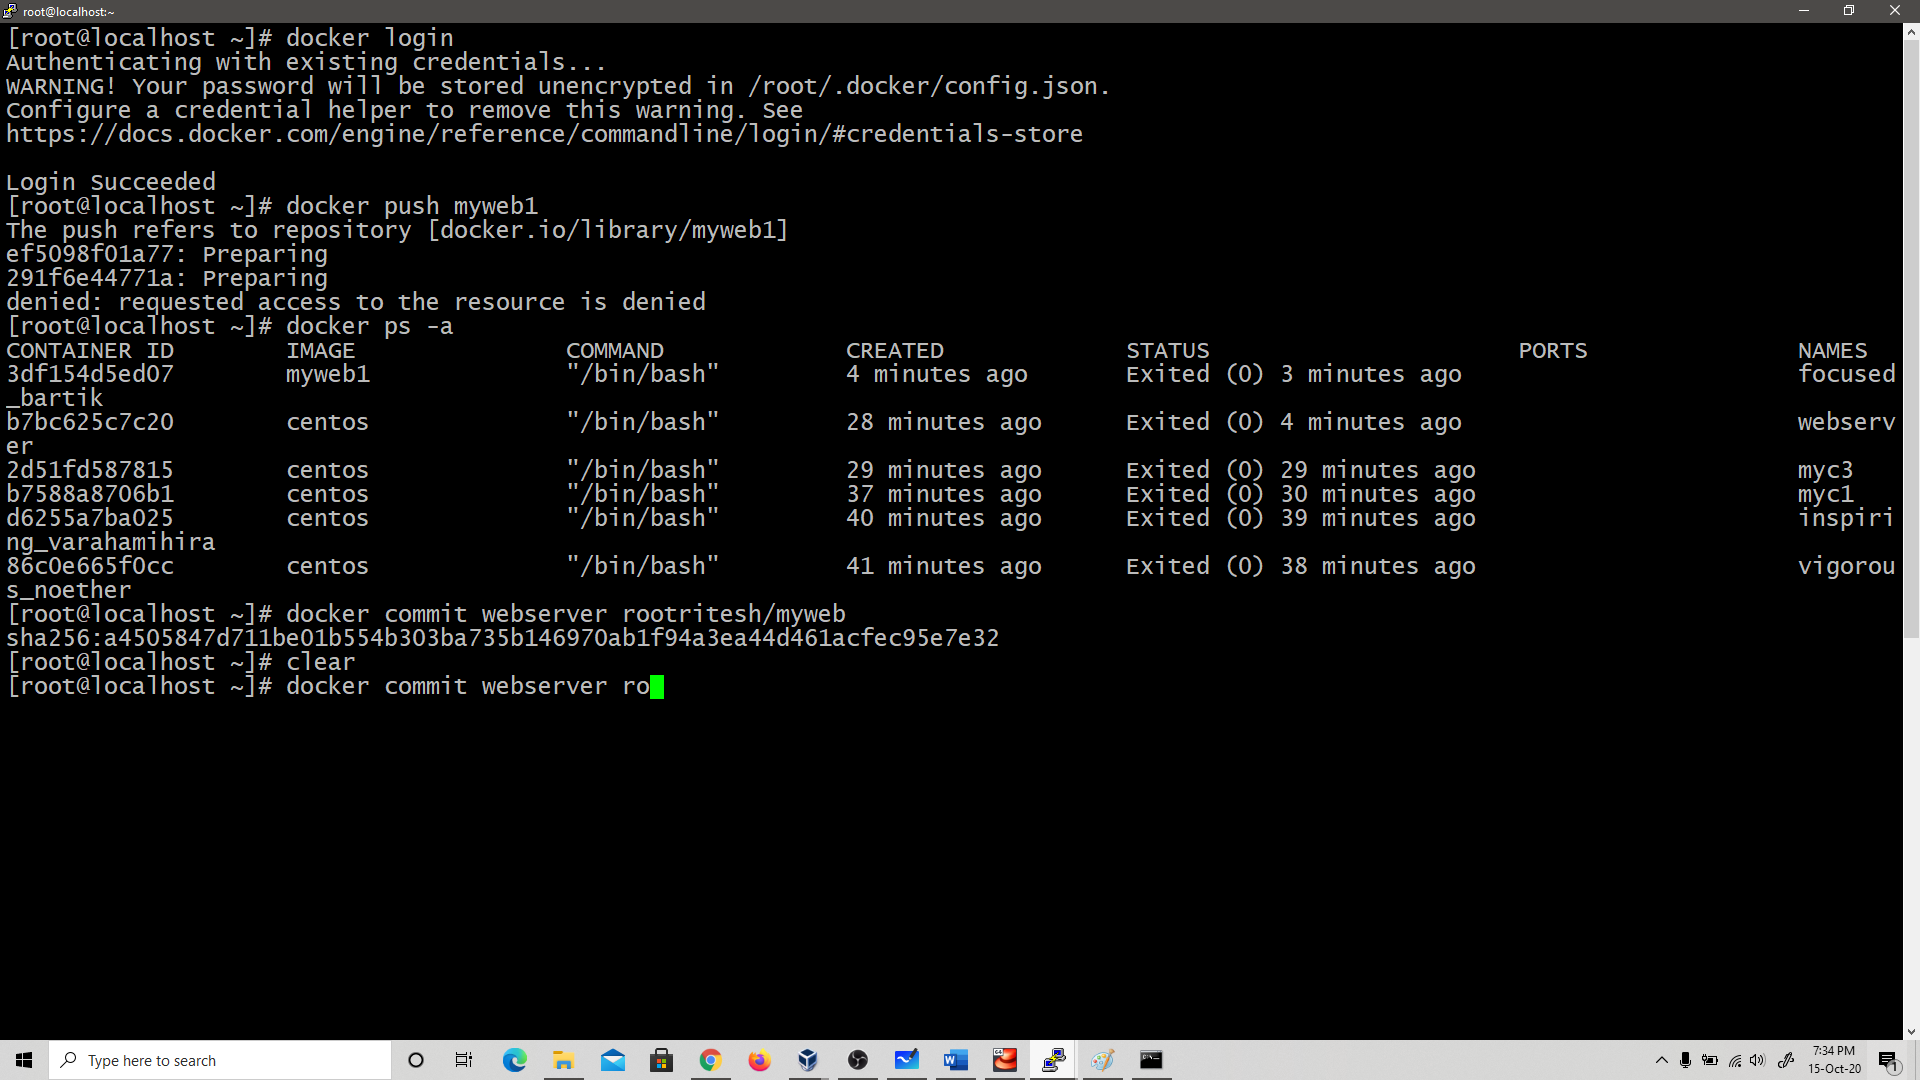 root@localhost:~
[root@localhost ~]# docker login
Authenticating with existing credentials...
WARNING! Your password will be stored unencrypted in /root/.docker/config.json.
Configure a credential helper to remove this warning. See
https://docs.docker.com/engine/reference/commandline/login/#credentials-store
Login Succeeded
[root@localhost ~]# docker push myweb1
The push refers to repository [docker.io/library/myweb1]
ef5098f01a77: Preparing
291f6e44771a: Preparing
denied: requested access to the resource is denied
[root@localhost ~]# docker ps -a
CONTAINER ID        IMAGE               COMMAND             CREATED             STATUS                      PORTS               NAMES
3df154d5ed07        myweb1              "/bin/bash"         4 minutes ago       Exited (0) 3 minutes ago                        focused
_bartik
b7bc625c7c20        centos              "/bin/bash"         28 minutes ago      Exited (0) 4 minutes ago                        webserv
er
2d51fd587815        centos              "/bin/bash"         29 minutes ago      Exited (0) 29 minutes ago                       myc3
b7588a8706b1        centos              "/bin/bash"         37 minutes ago      Exited (0) 30 minutes ago                       myc1
d6255a7ba025        centos              "/bin/bash"         40 minutes ago      Exited (0) 39 minutes ago                       inspiri
ng_varahamihira
86c0e665f0cc        centos              "/bin/bash"         41 minutes ago      Exited (0) 38 minutes ago                       vigorou
s_noether
[root@localhost ~]# docker commit webserver rootritesh/myweb
sha256:a4505847d711be01b554b303ba735b146970ab1f94a3ea44d461acfec95e7e32
[root@localhost ~]# clear
[root@localhost ~]# docker commit webserver ro
Type here to search
7:34 PM
15-Oct-20
1